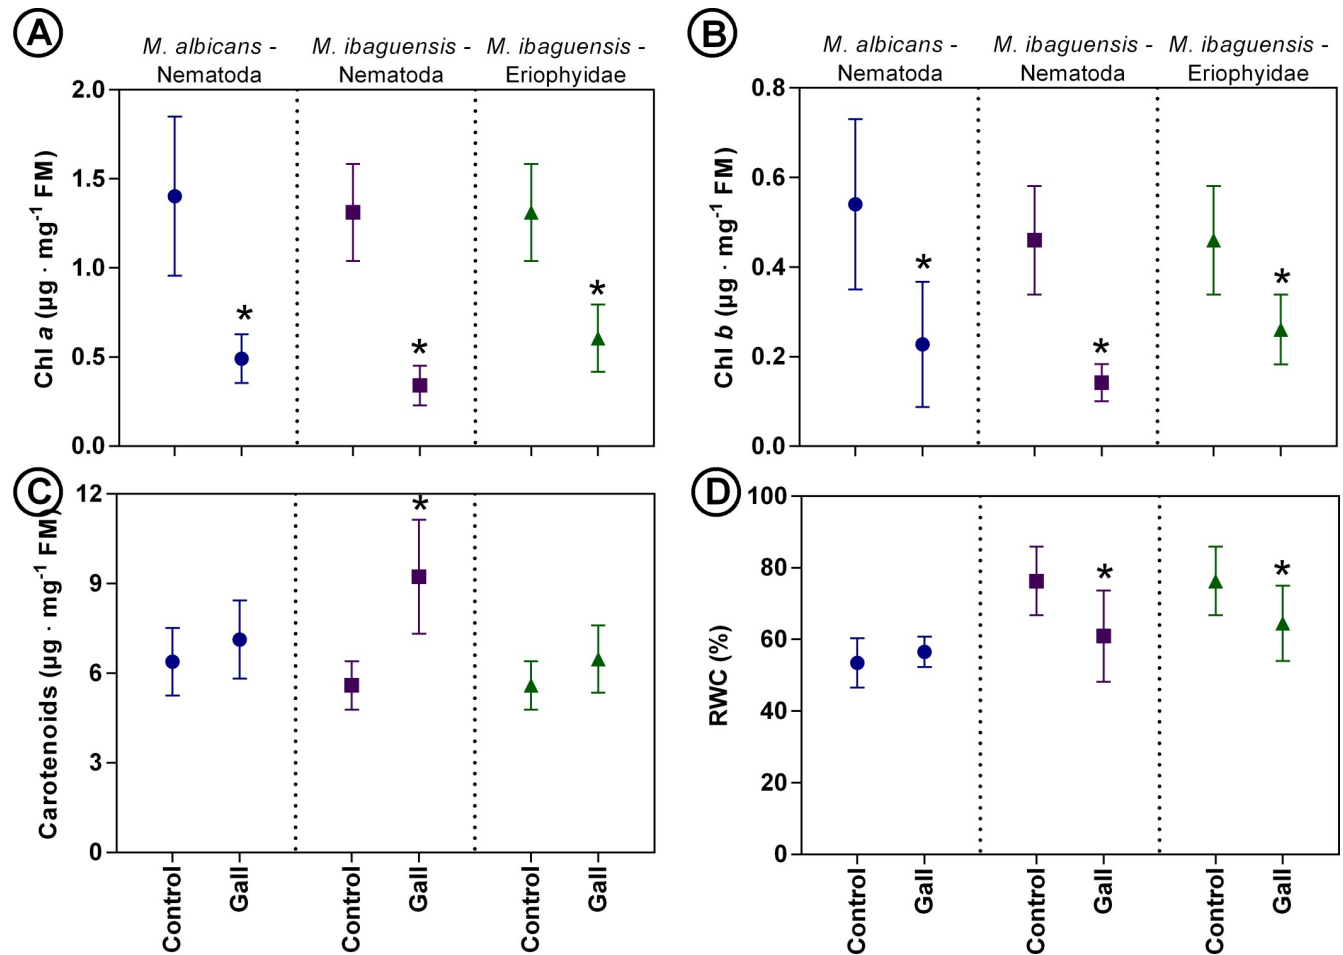 A
M. albicans - M. ibaguensis - M. ibaguensis -
Nematoda Nematoda Eriophyidae
Chl a (µg · mg⁻¹ FM)
2.0
1.5
1.0
0.5
0.0
*
*
*
B
M. albicans - M. ibaguensis - M. ibaguensis -
Nematoda Nematoda Eriophyidae
Chl b (µg · mg⁻¹ FM)
0.8
0.6
0.4
0.2
0.0
*
*
*
C
Carotenoids (µg · mg⁻¹ FM)
12
9
6
3
0
*
Control Gall Control Gall Control Gall
D
RWC (%)
100
80
60
40
20
0
*
*
Control Gall Control Gall Control Gall